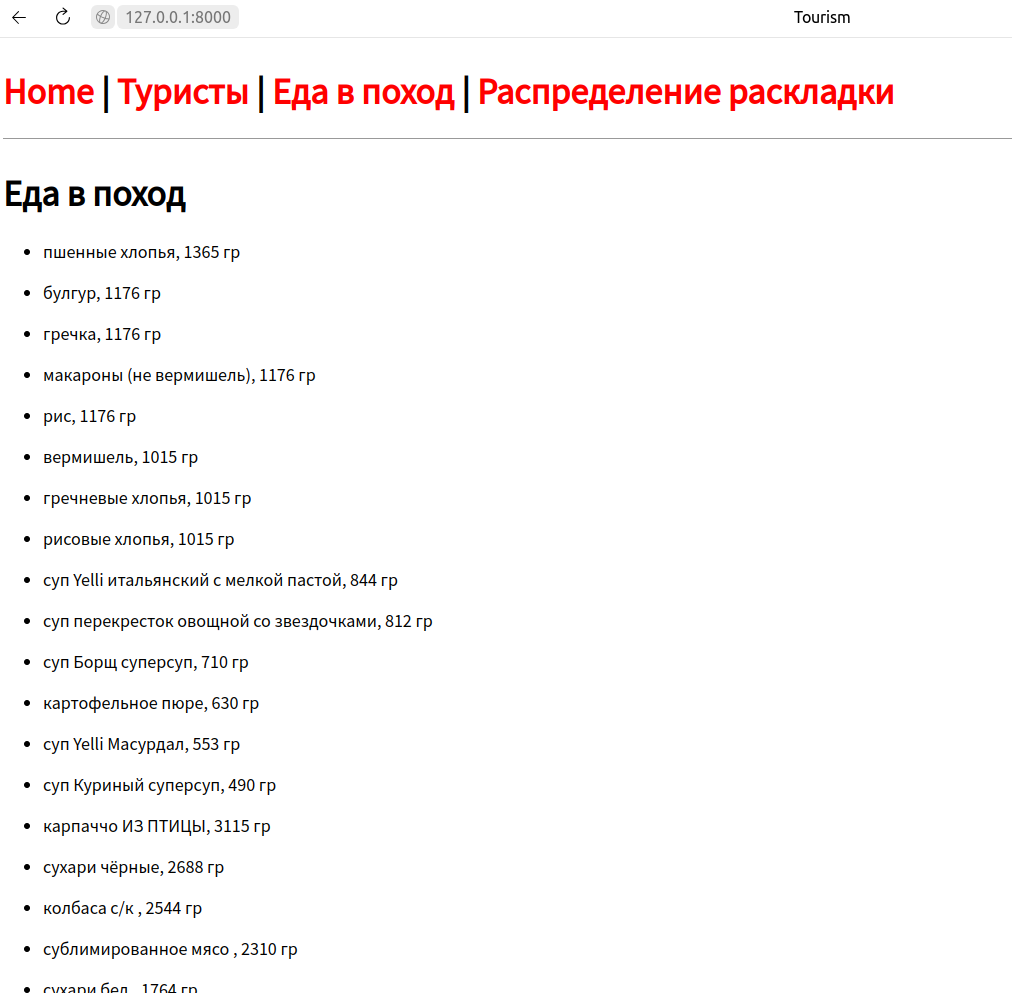 127.0.0.1:8000 Tourism
Home | Туристы | Еда в поход | Распределение раскладки
Еда в поход
пшенные хлопья, 1365 гр
булгур, 1176 гр
гречка, 1176 гр
макароны (не вермишель), 1176 гр
рис, 1176 гр
вермишель, 1015 гр
гречневые хлопья, 1015 гр
рисовые хлопья, 1015 гр
суп Yelli итальянский с мелкой пастой, 844 гр
суп перекресток овощной со звездочками, 812 гр
суп Борщ суперсуп, 710 гр
картофельное пюре, 630 гр
суп Yelli Масурдал, 553 гр
суп Куриный суперсуп, 490 гр
карпаччо ИЗ ПТИЦЫ, 3115 гр
сухари чёрные, 2688 гр
колбаса с/к , 2544 гр
сублимированное мясо , 2310 гр
сухари бел , 1764 гр